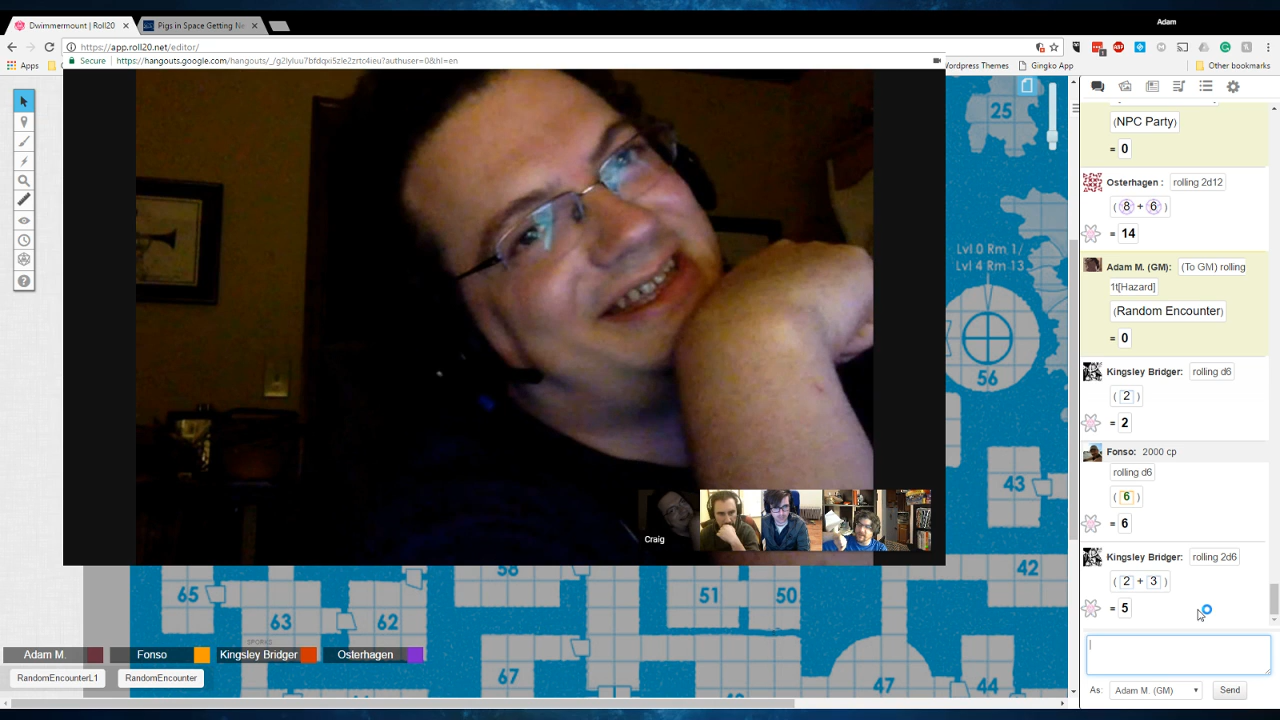 Adam
Dwimmermount | Roll20
Pigs in Space Getting Ne
https://app.roll20.net/editor/
Apps
Wordpress Themes
Gingko App
Other bookmarks
Secure
https://hangouts.google.com/hangouts/_/g2iyluu7bfdqxi5zle2zrtc4ieu?authuser=0&hl=en
25
Lvl 0 Rm 1/
Lvl 4 Rm 13
56
43
42
58
65
63
62
51
50
67
47
44
Craig
SPORKS
Adam M.
Fonso
Kingsley Bridger
Osterhagen
RandomEncounterL1
RandomEncounter
(NPC Party)
= 0
Osterhagen : rolling 2d12
( 8 + 6 )
= 14
Adam M. (GM): (To GM) rolling
1t[Hazard]
(Random Encounter)
= 0
Kingsley Bridger: rolling d6
( 2 )
= 2
Fonso: 2000 cp
rolling d6
( 6 )
= 6
Kingsley Bridger: rolling 2d6
( 2 + 3 )
= 5
As: Adam M. (GM)
Send